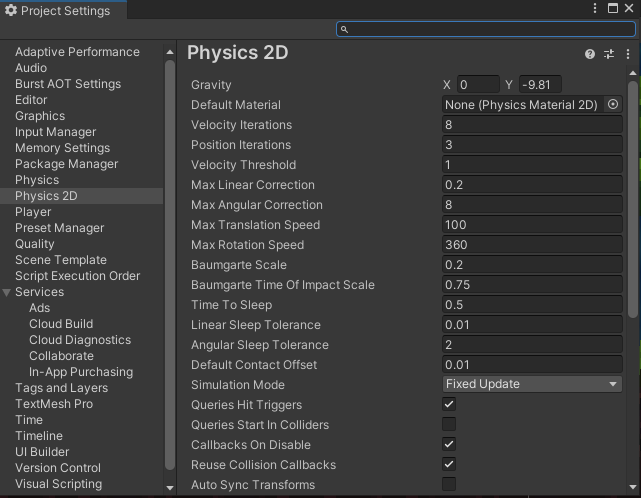 Project Settings
Adaptive Performance
Audio
Burst AOT Settings
Editor
Graphics
Input Manager
Memory Settings
Package Manager
Physics
Physics 2D
Player
Preset Manager
Quality
Scene Template
Script Execution Order
Services
Ads
Cloud Build
Cloud Diagnostics
Collaborate
In-App Purchasing
Tags and Layers
TextMesh Pro
Time
Timeline
UI Builder
Version Control
Visual Scripting
Physics 2D
Gravity X 0 Y -9.81
Default Material None (Physics Material 2D)
Velocity Iterations 8
Position Iterations 3
Velocity Threshold 1
Max Linear Correction 0.2
Max Angular Correction 8
Max Translation Speed 100
Max Rotation Speed 360
Baumgarte Scale 0.2
Baumgarte Time Of Impact Scale 0.75
Time To Sleep 0.5
Linear Sleep Tolerance 0.01
Angular Sleep Tolerance 2
Default Contact Offset 0.01
Simulation Mode Fixed Update
Queries Hit Triggers
Queries Start In Colliders
Callbacks On Disable
Reuse Collision Callbacks
Auto Sync Transforms